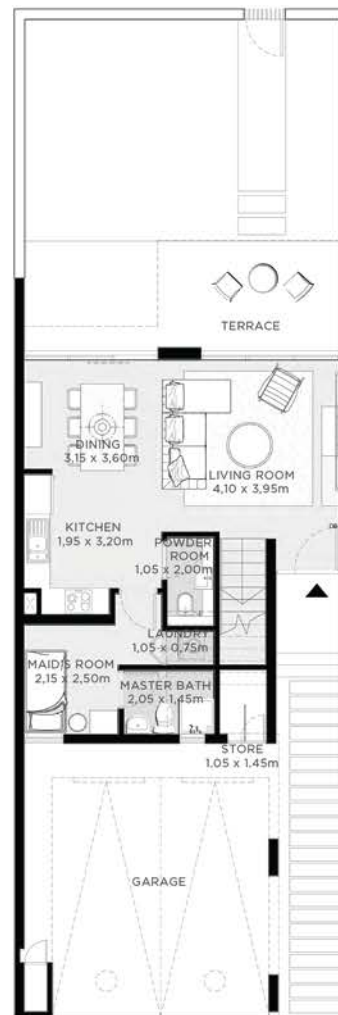 TERRACE
DINING
3,15 x 3,60m
LIVING ROOM
4,10 x 3,95m
KITCHEN
1,95 x 3,20m
POWDER
ROOM
1,05 x 2,00m
LAUNDRY
1,05 x 0,75m
MAID'S ROOM
2,15 x 2,50m
MASTER BATH
2,05 x 1,45m
STORE
1,05 x 1.45m
GARAGE